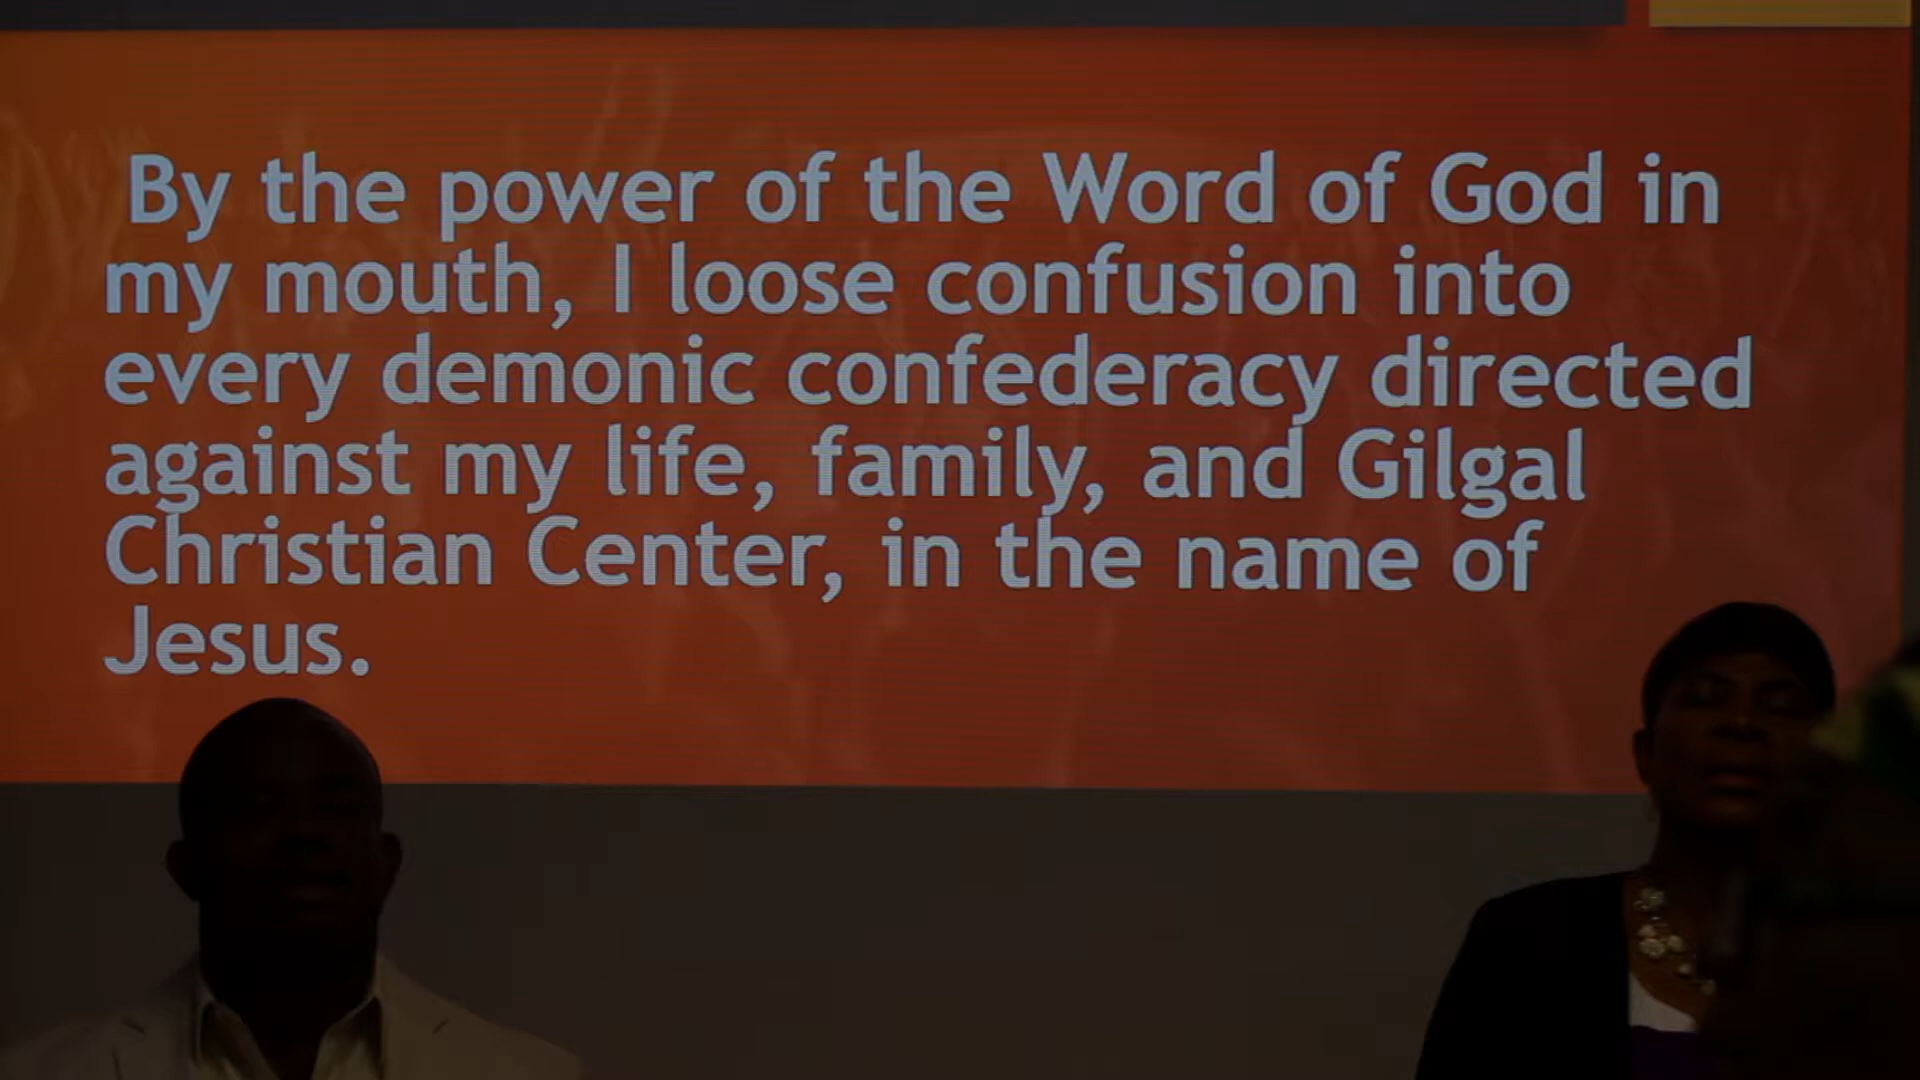 By the power of the Word of God in
my mouth, I loose confusion into
every demonic confederacy directed
against my life, family, and Gilgal
Christian Center, in the name of
Jesus.